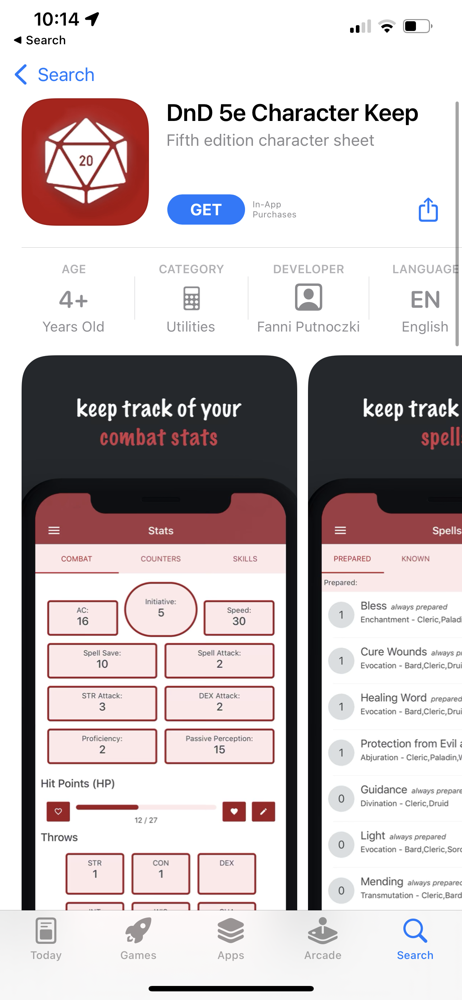 10:14
Search
Search
20
DnD 5e Character Keep
Fifth edition character sheet
GET
In-App
Purchases
AGE
4+
Years Old
CATEGORY
Utilities
DEVELOPER
Fanni Putnoczki
LANGUAGE
EN
English
keep track of your
combat stats
Stats
COMBAT COUNTERS SKILLS
AC:
16
Initiative:
5
Speed:
30
Spell Save:
10
Spell Attack:
2
STR Attack:
3
DEX Attack:
2
Proficiency:
2
Passive Perception:
15
Hit Points (HP)
12 / 27
Throws
STR
1
CON
1
DEX
keep track
Spells
PREPARED KNOWN
Prepared:
1
Bless always prepared
Enchantment - Cleric,Paladi
1
Cure Wounds always pr
Evocation - Bard,Cleric,Drui
1
Healing Word prepared
Evocation - Bard,Cleric,Drui
1
Protection from Evil
Abjuration - Cleric,Paladin,
0
Guidance always prepare
Divination - Cleric,Druid
0
Light always prepared
Evocation - Bard,Cleric,Sorc
0
Mending always prepared
Transmutation - Cleric,Bard
Today
Games
Apps
Arcade
Search